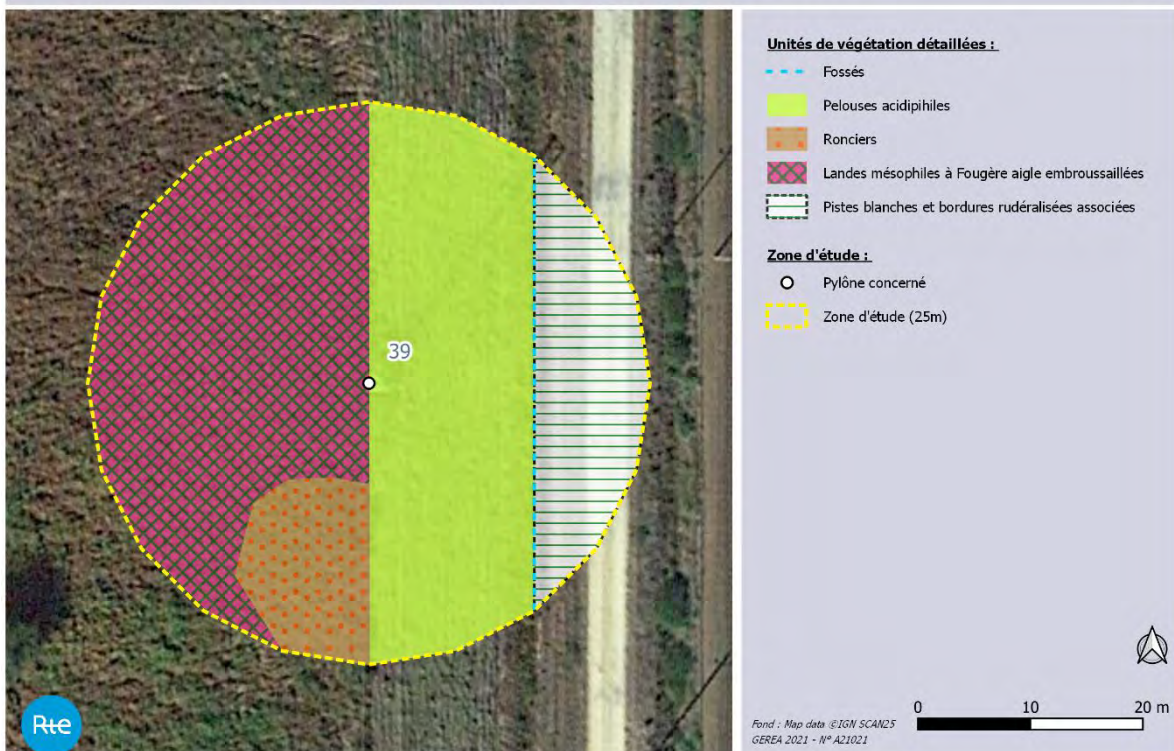 39
Rte
Unités de végétation détaillées :
Fossés
Pelouses acidipihiles
Ronciers
Landes mésophiles à Fougère aigle embroussaillées
Pistes blanches et bordures rudéralisées associées
Zone d'étude :
Pylône concerné
Zone d'étude (25m)
0 10 20 m
Fond : Map data ©IGN SCAN25
GEREA 2021 - N° A21021